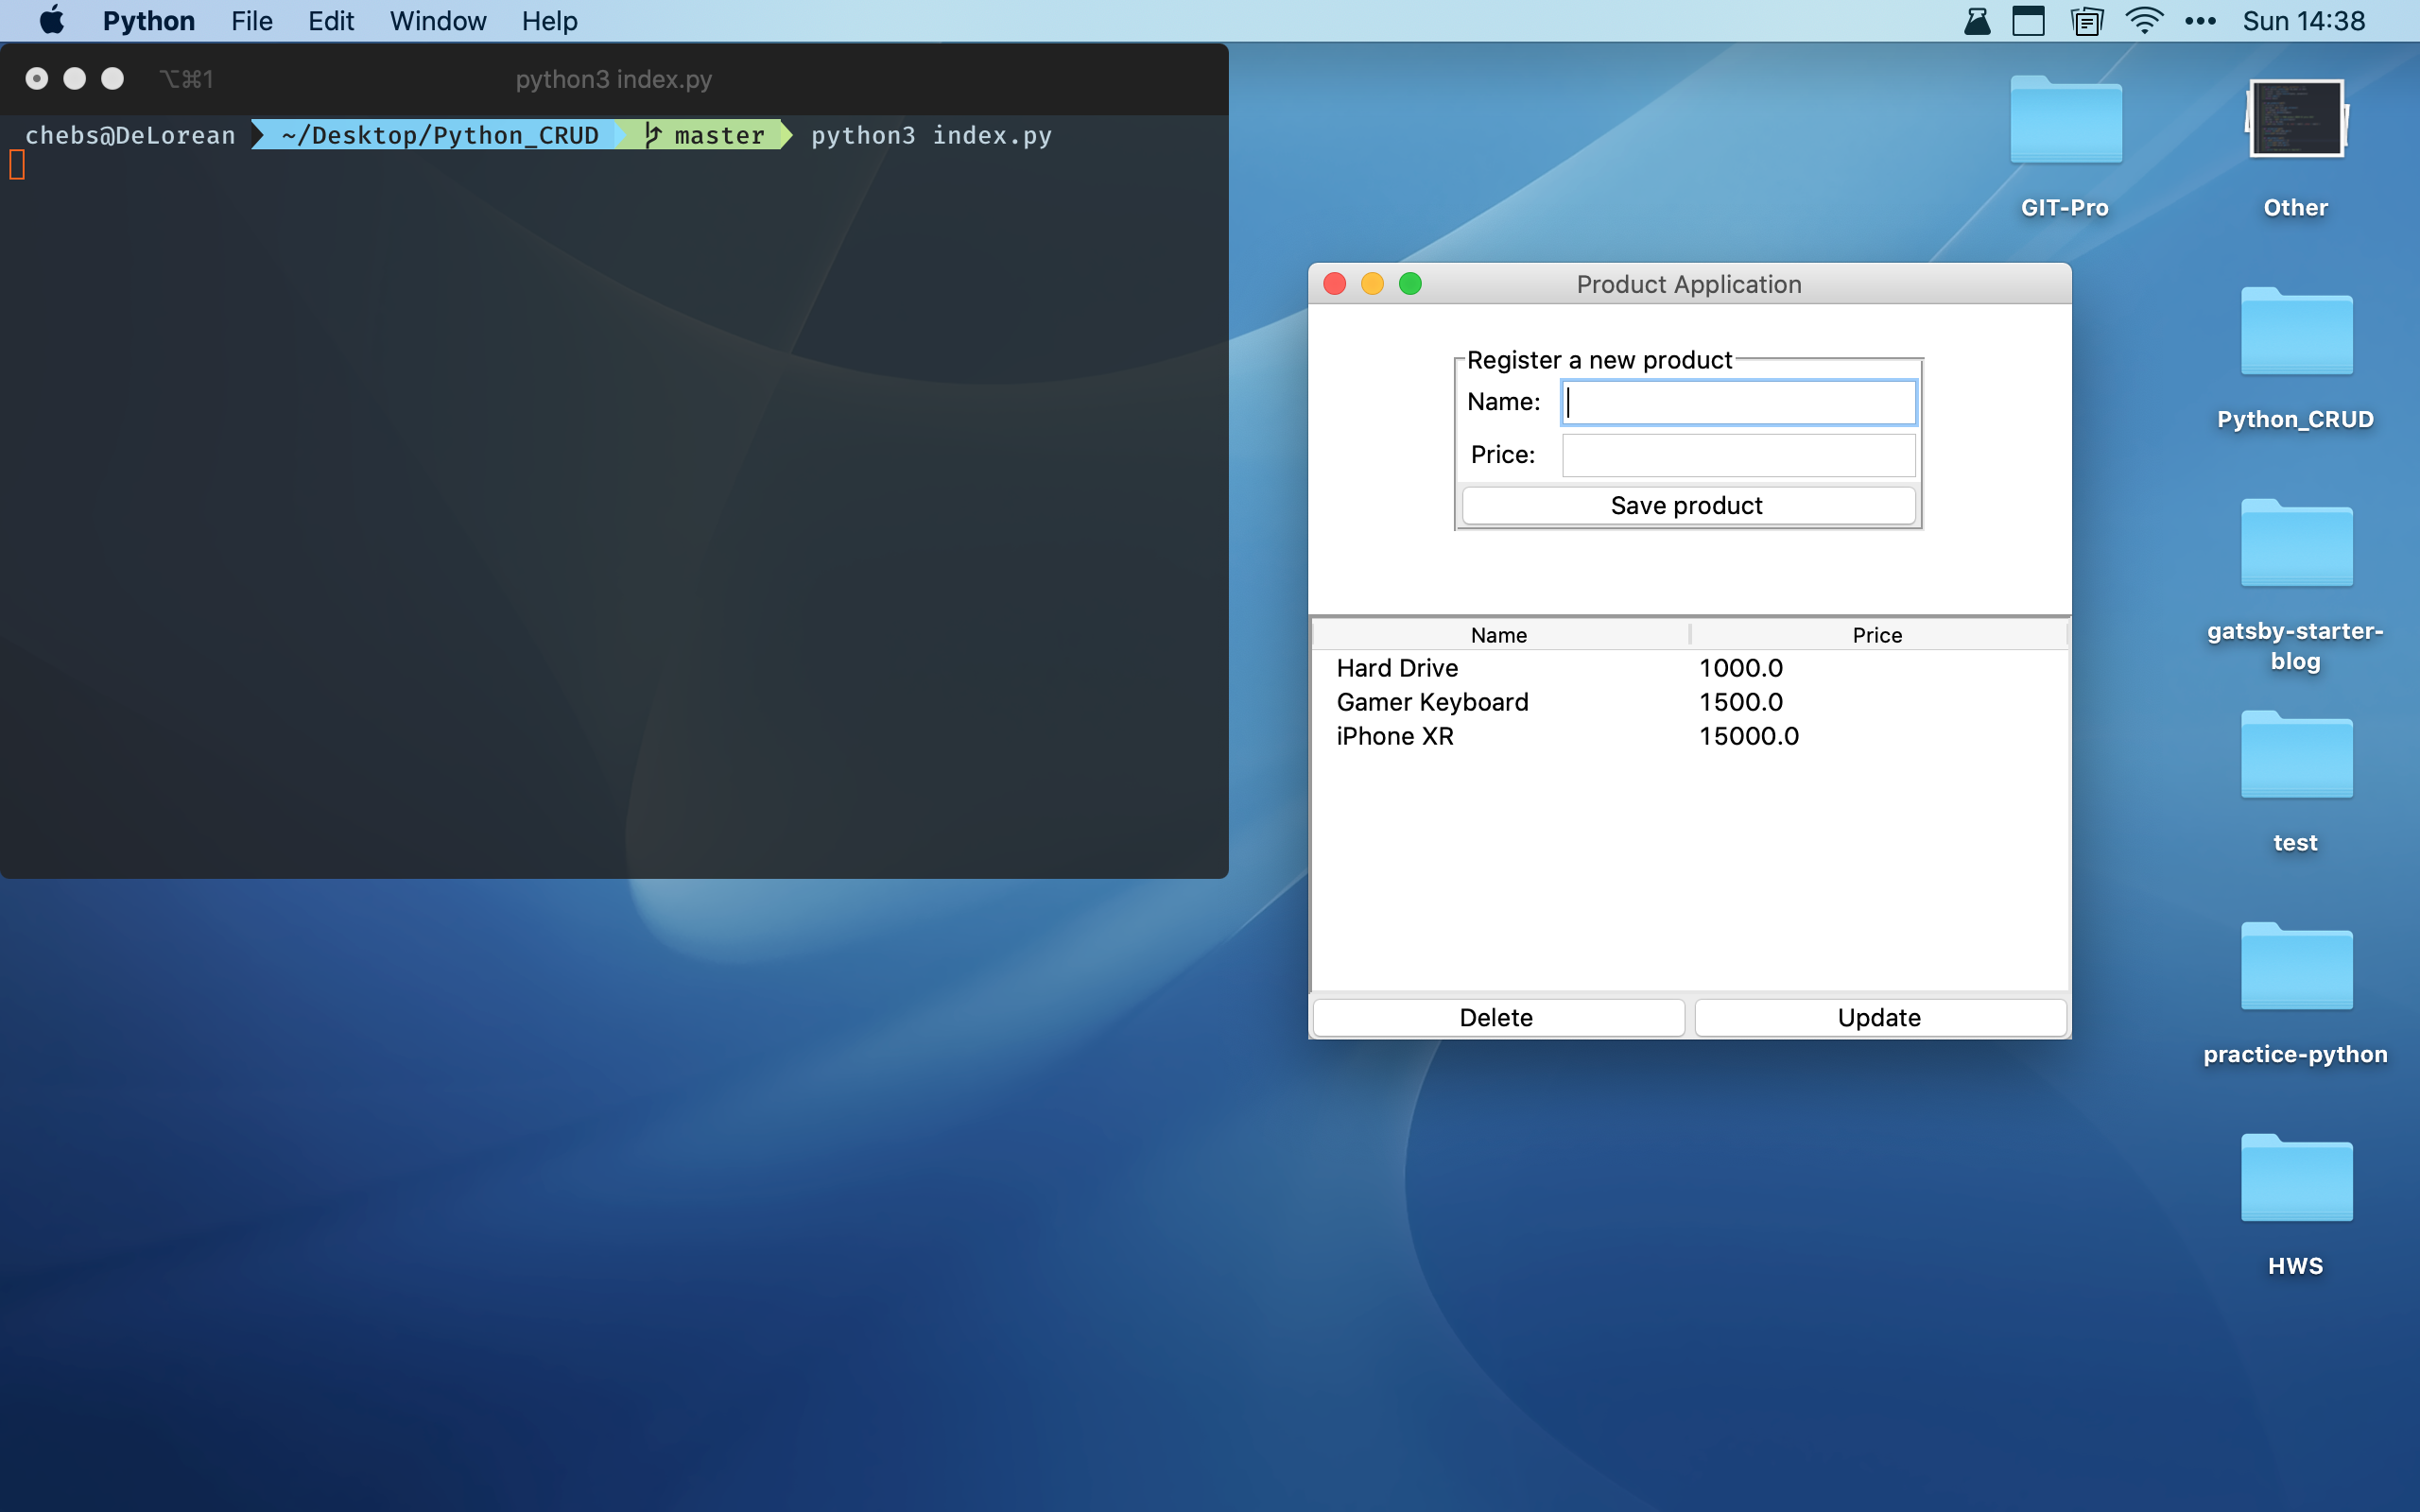 Python File Edit Window Help
Sun 14:38
⌥⌘1
python3 index.py
chebs@DeLorean ~/Desktop/Python_CRUD master python3 index.py
GIT-Pro
Other
Python_CRUD
gatsby-starter-
blog
test
practice-python
HWS
Product Application
Register a new product
Name:
Price:
Save product
Name Price
Hard Drive 1000.0
Gamer Keyboard 1500.0
iPhone XR 15000.0
Delete Update